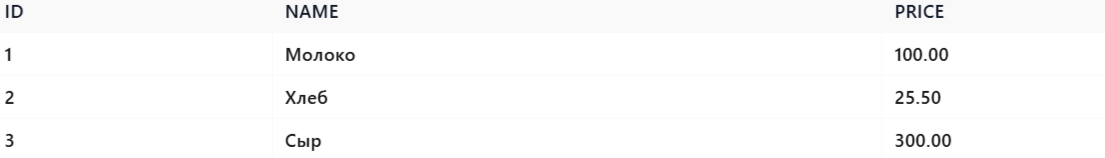 ID NAME PRICE
1 Молоко 100.00
2 Хлеб 25.50
3 Сыр 300.00